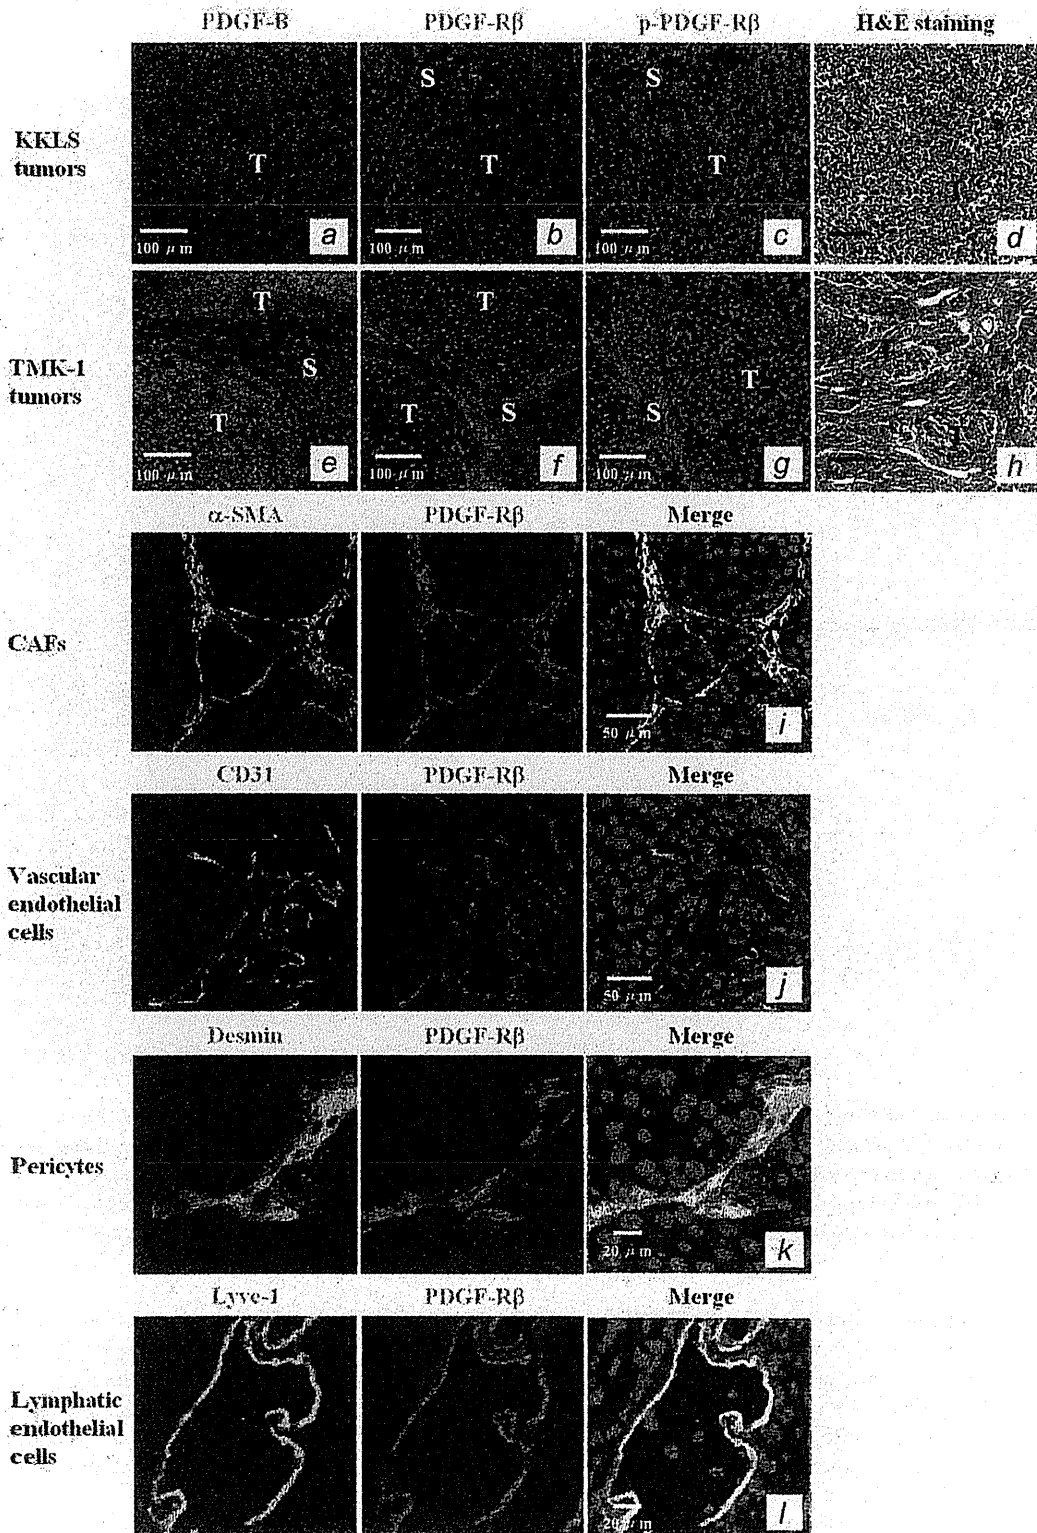 PDGF-B PDGF-Rβ p-PDGF-Rβ H&E staining
KKLS
tumors
S S
T T T T
100 μm a 100 μm b 100 μm c d
TMK-1
tumors
T T
S T
T T S S
100 μm e 100 μm f 100 μm g h
α-SMA PDGF-Rβ Merge
CAFs
50 μm i
CD31 PDGF-Rβ Merge
Vascular
endothelial
cells
50 μm j
Desmin PDGF-Rβ Merge
Pericytes
20 μm k
Lyve-1 PDGF-Rβ Merge
Lymphatic
endothelial
cells
20 μm l